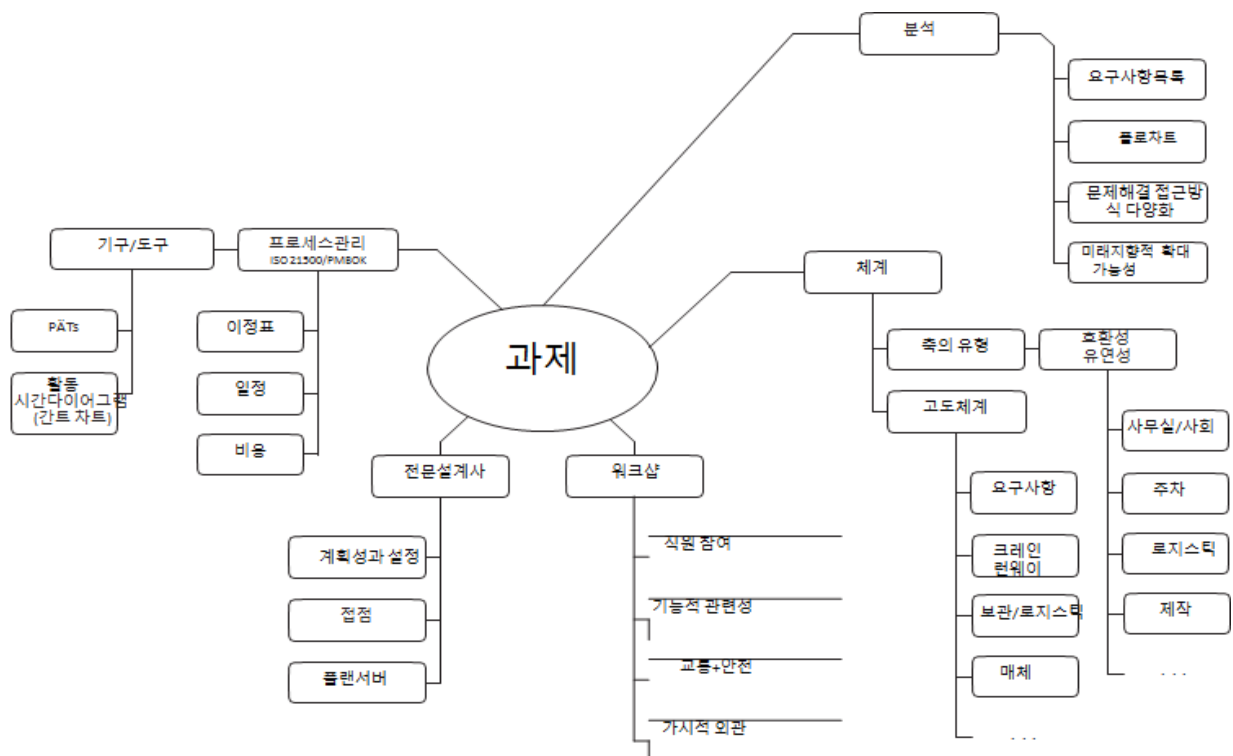 분석
요구사항목록
플로차트
문제해결 접근방
식 다양화
미래지향적 확대
가능성
기구/도구
프로세스관리
ISO 21500/PMBOK
PÄTs
활동
시간다이어그램
(간트 차트)
이정표
일정
비용
과제
체계
축의 유형
호환성
유연성
고도체계
사무실/사회
주차
로지스틱
제작
. . .
요구사항
크레인
런웨이
보관/로지스틱
매체
. . .
전문설계사
계획성과 설정
접점
플랜서버
워크샵
직원 참여
기능적 관련성
교통+안전
가시적 외관